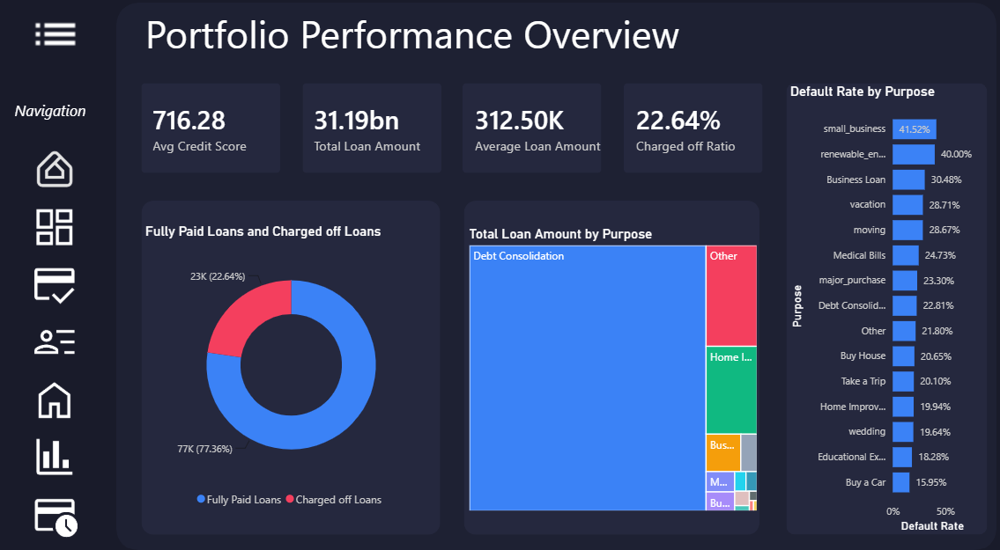 Portfolio Performance Overview
Navigation
716.28
Avg Credit Score
31.19bn
Total Loan Amount
312.50K
Average Loan Amount
22.64%
Charged off Ratio
Fully Paid Loans and Charged off Loans
23K (22.64%)
77K (77.36%)
Fully Paid Loans
Charged off Loans
Total Loan Amount by Purpose
Debt Consolidation
Other
Home I...
Bus...
M...
Bu...
Default Rate by Purpose
Purpose
small_business 41.52%
renewable_en... 40.00%
Business Loan 30.48%
vacation 28.71%
moving 28.67%
Medical Bills 24.73%
major_purchase 23.30%
Debt Consolid... 22.81%
Other 21.80%
Buy House 20.65%
Take a Trip 20.10%
Home Improv... 19.94%
wedding 19.64%
Educational Ex... 18.28%
Buy a Car 15.95%
0% 50%
Default Rate